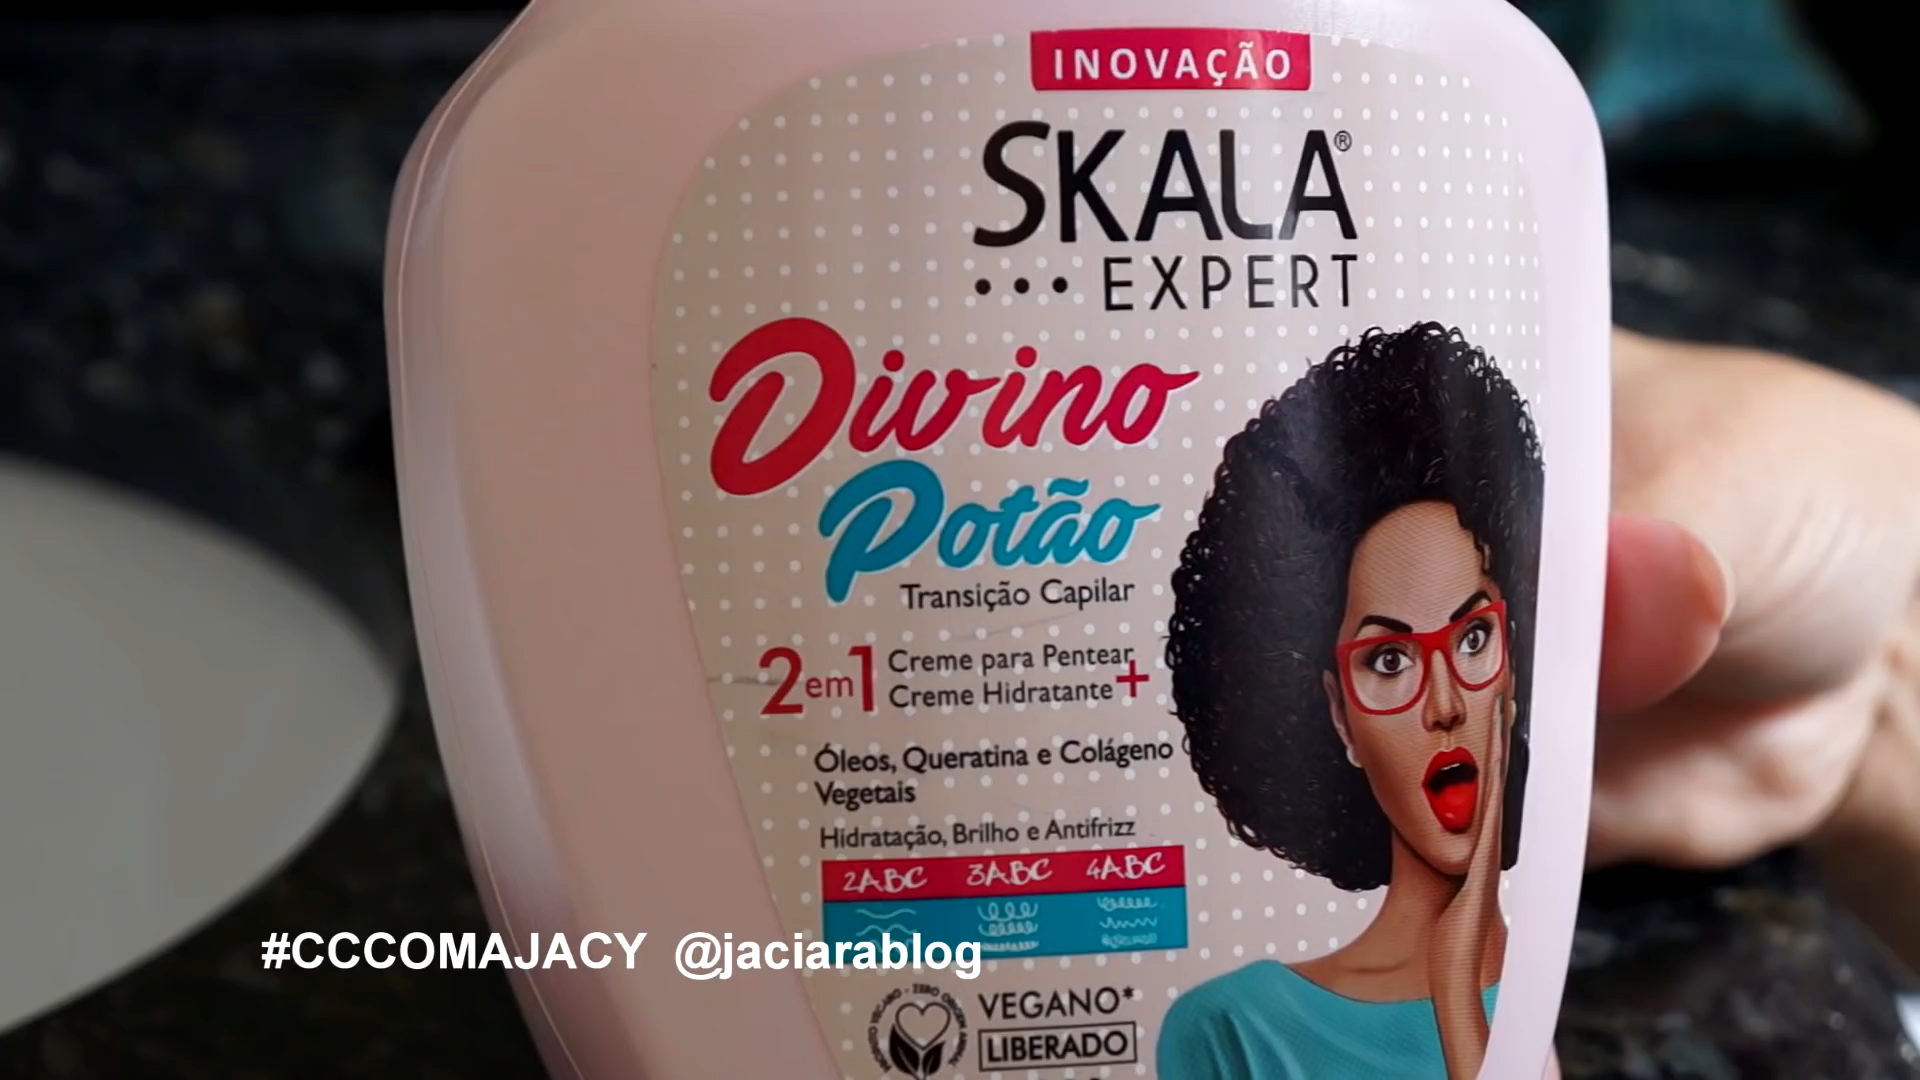 INOVAÇÃO
SKALA®
EXPERT
Divino
Potão
Transição Capilar
2em1 Creme para Pentear
Creme Hidratante +
Óleos, Queratina e Colágeno
Vegetais
Hidratação, Brilho e Antifrizz
2ABC 3ABC 4ABC
#CCCOMAJACY @jaciarablog
VEGANO*
LIBERADO